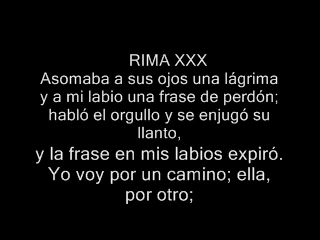 RIMA XXX
Asomaba a sus ojos una lágrima
y a mi labio una frase de perdón;
habló el orgullo y se enjugó su
llanto,
y la frase en mis labios expiró.
Yo voy por un camino; ella,
por otro;